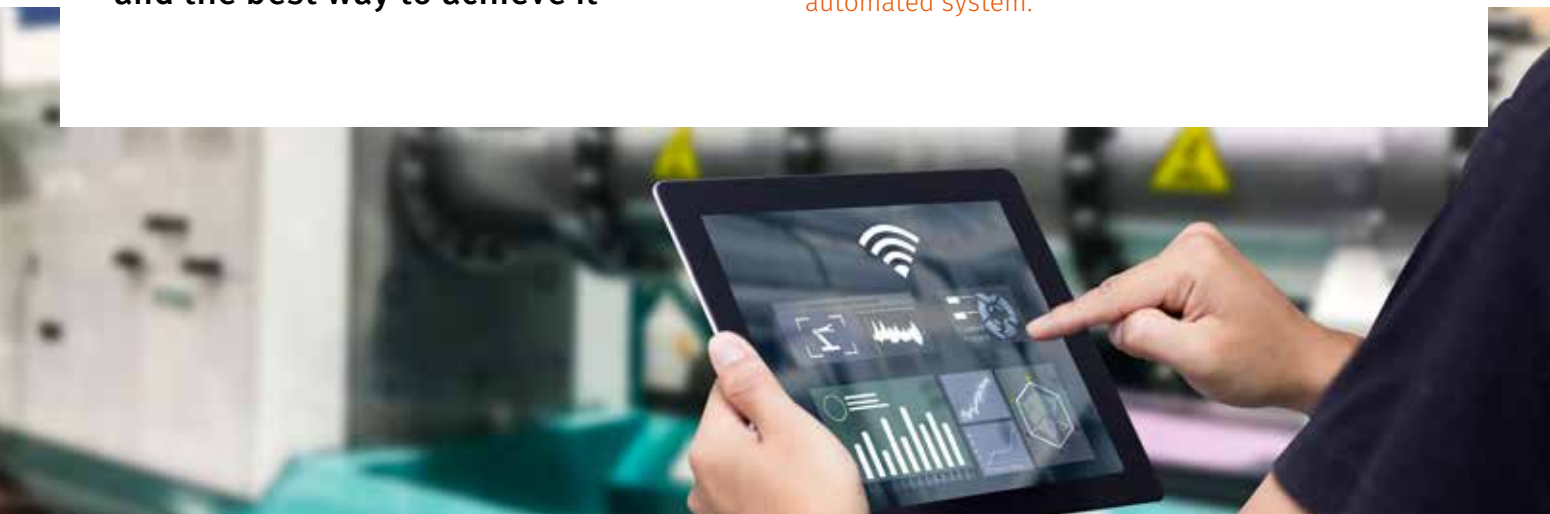 and the best way to achieve it
automated system.